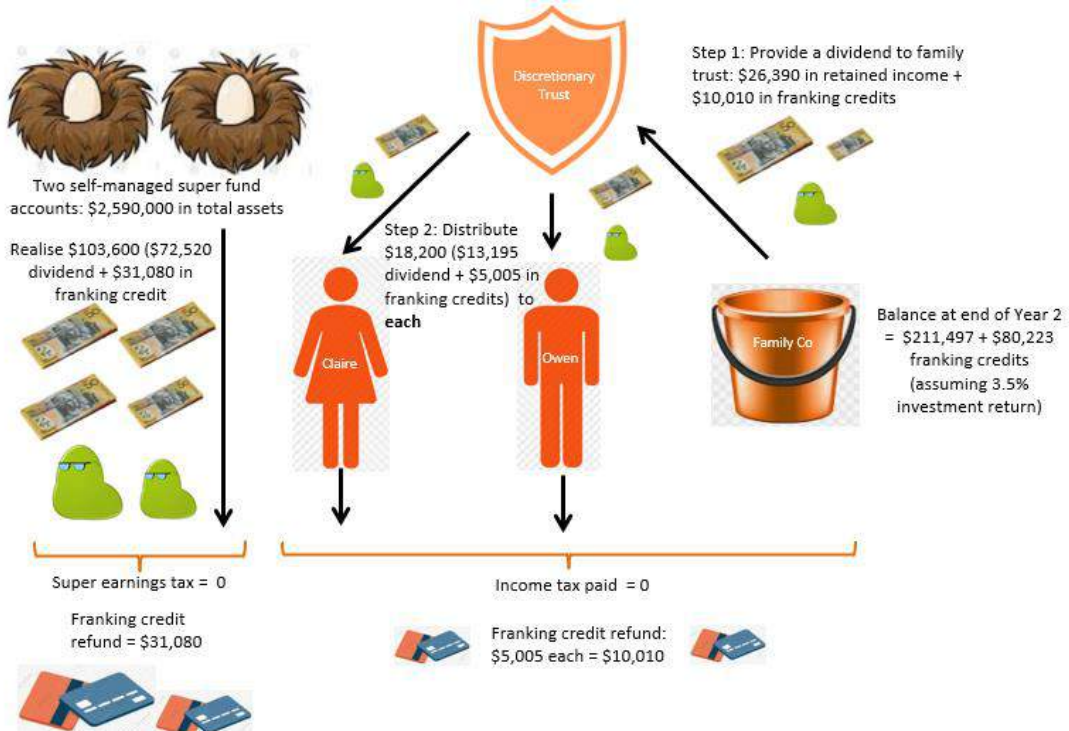 Discretionary
Trust
Step 1: Provide a dividend to family
trust: $26,390 in retained income +
$10,010 in franking credits
Two self-managed super fund
accounts: $2,590,000 in total assets
Realise $103,600 ($72,520
dividend + $31,080 in
franking credit
Step 2: Distribute
$18,200 ($13,195
dividend + $5,005 in
franking credits) to
each
Claire
Owen
Family Co
Balance at end of Year 2
= $211,497 + $80,223
franking credits
(assuming 3.5%
investment return)
Super earnings tax = 0
Franking credit
refund = $31,080
Income tax paid = 0
Franking credit refund:
$5,005 each = $10,010